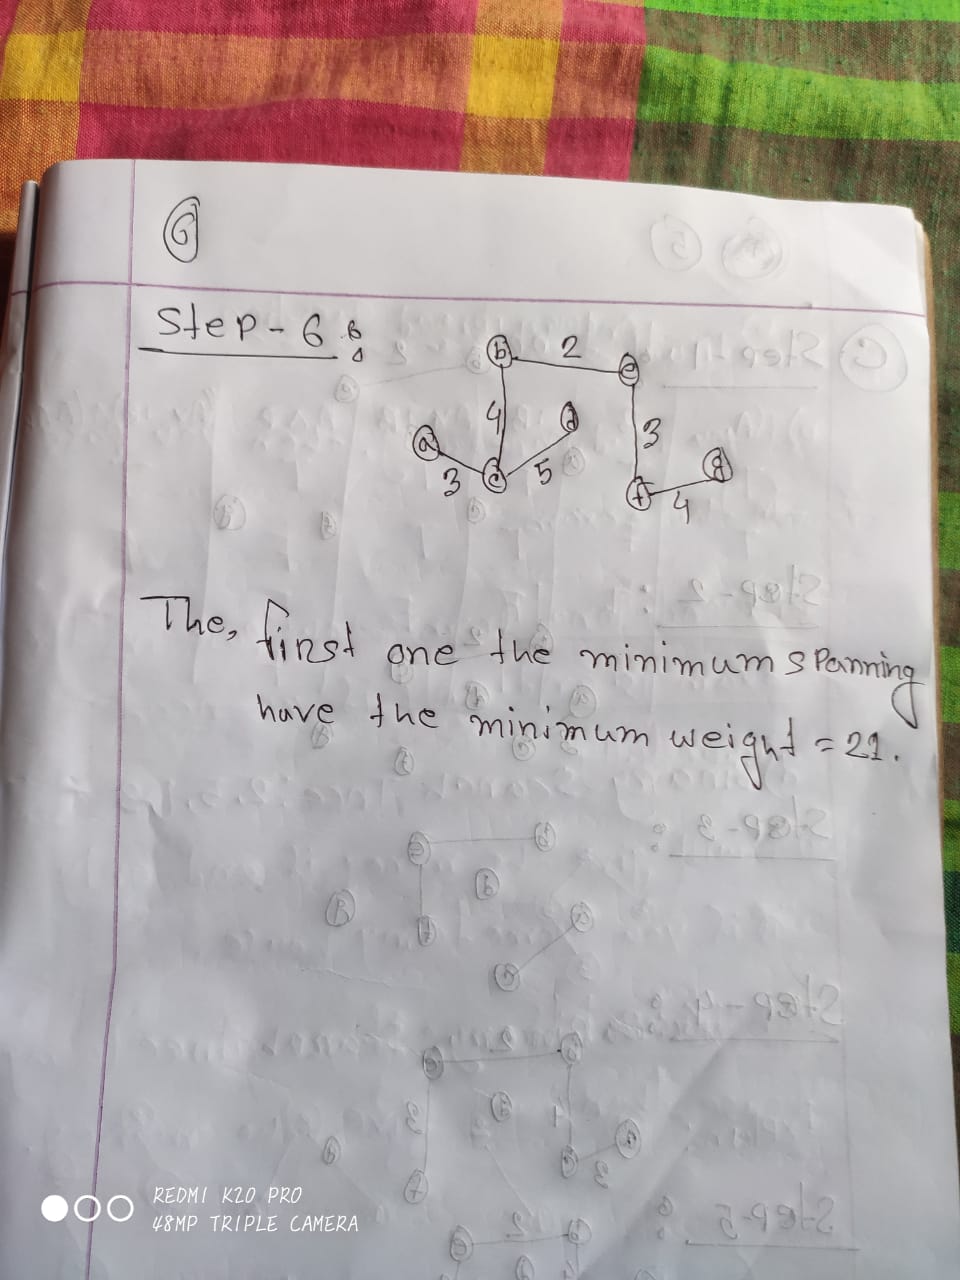 6
Step-6:
b 2 e
4 d 3
a g
3 c 5 f 4
The, first one the minimum spanning
have the minimum weight = 21.
REDMI K20 PRO
48MP TRIPLE CAMERA